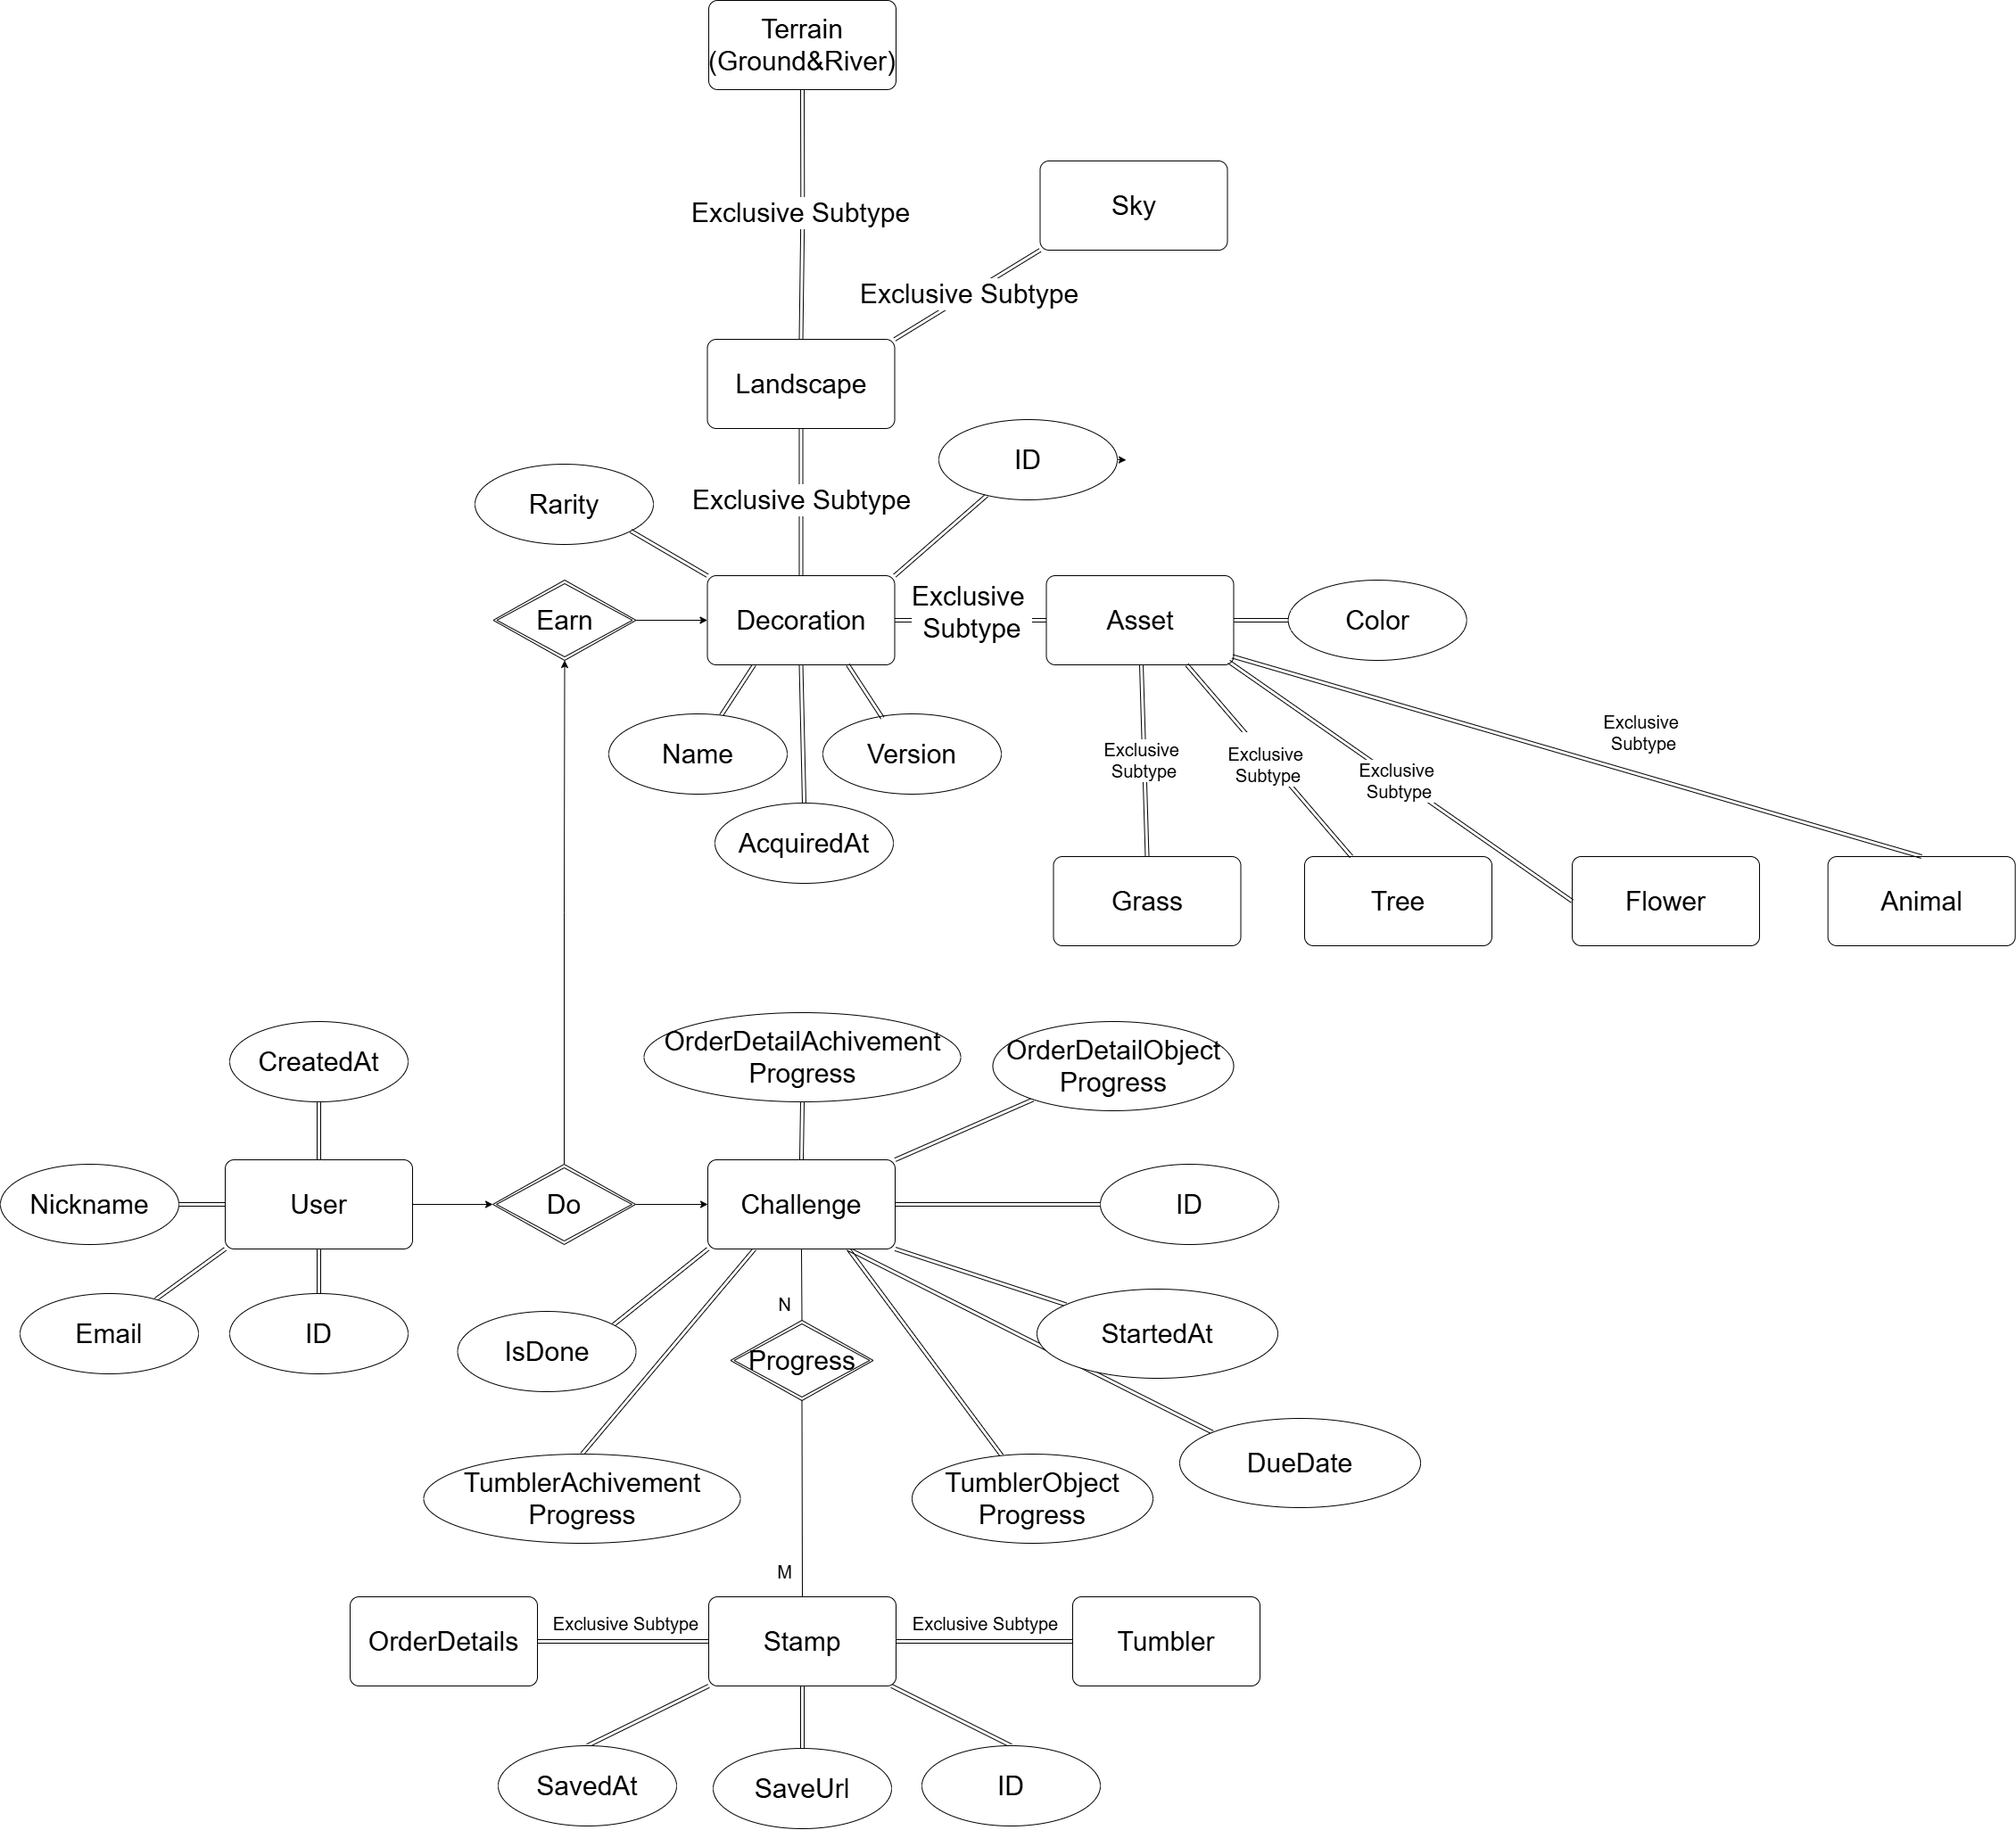 Terrain
(Ground&River)
Exclusive Subtype
Sky
Exclusive Subtype
Landscape
ID
Rarity
Exclusive Subtype
Earn
Decoration
Exclusive
Subtype
Asset
Color
Name
Version
AcquiredAt
Exclusive
Subtype
Exclusive
Subtype
Exclusive
Subtype
Exclusive
Subtype
Grass
Tree
Flower
Animal
CreatedAt
OrderDetailAchivement
Progress
OrderDetailObject
Progress
Nickname
User
Do
Challenge
ID
Email
ID
IsDone
N
Progress
StartedAt
DueDate
TumblerAchivement
Progress
TumblerObject
Progress
M
OrderDetails
Exclusive Subtype
Stamp
Exclusive Subtype
Tumbler
SavedAt
SaveUrl
ID